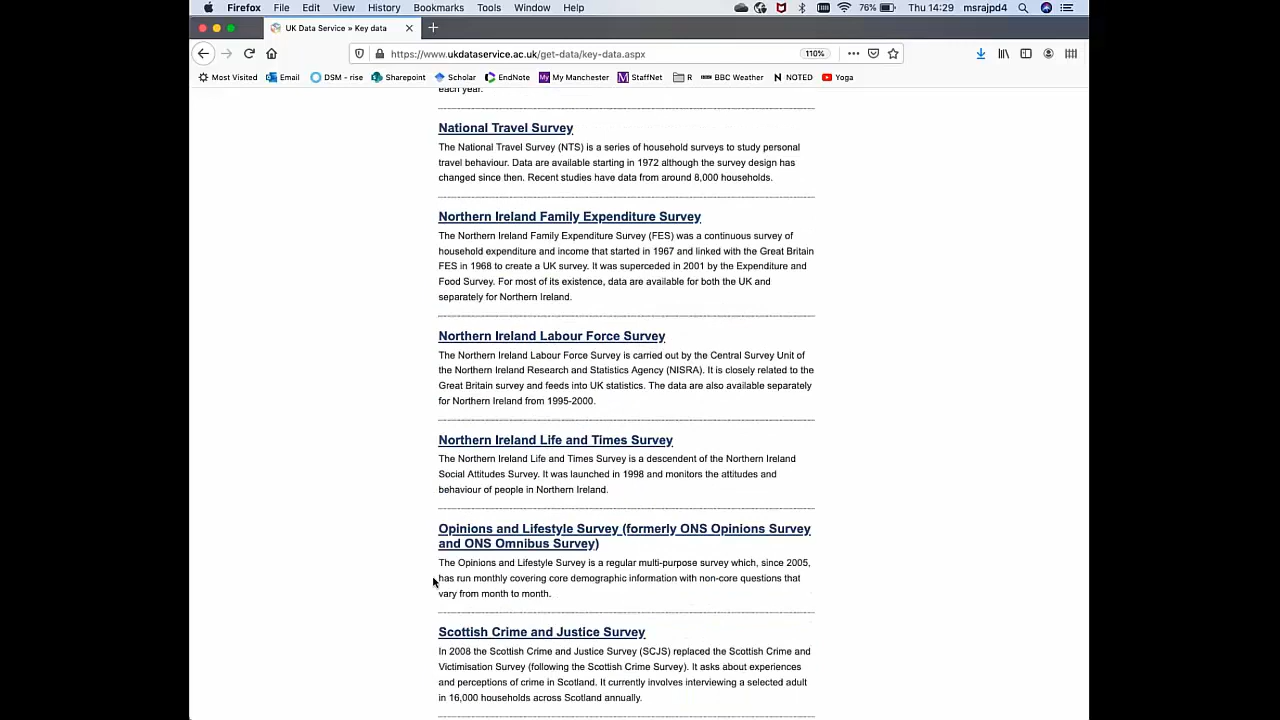 Firefox File Edit View History Bookmarks Tools Window Help 76% Thu 14:29 msrajpd4
UK Data Service » Key data
https://www.ukdataservice.ac.uk/get-data/key-data.aspx 110%
Most Visited Email DSM - rise Sharepoint Scholar EndNote My Manchester StaffNet R BBC Weather NOTED Yoga
each year.
National Travel Survey
The National Travel Survey (NTS) is a series of household surveys to study personal
travel behaviour. Data are available starting in 1972 although the survey design has
changed since then. Recent studies have data from around 8,000 households.
Northern Ireland Family Expenditure Survey
The Northern Ireland Family Expenditure Survey (FES) was a continuous survey of
household expenditure and income that started in 1967 and linked with the Great Britain
FES in 1968 to create a UK survey. It was superceded in 2001 by the Expenditure and
Food Survey. For most of its existence, data are available for both the UK and
separately for Northern Ireland.
Northern Ireland Labour Force Survey
The Northern Ireland Labour Force Survey is carried out by the Central Survey Unit of
the Northern Ireland Research and Statistics Agency (NISRA). It is closely related to the
Great Britain survey and feeds into UK statistics. The data are also available separately
for Northern Ireland from 1995-2000.
Northern Ireland Life and Times Survey
The Northern Ireland Life and Times Survey is a descendent of the Northern Ireland
Social Attitudes Survey. It was launched in 1998 and monitors the attitudes and
behaviour of people in Northern Ireland.
Opinions and Lifestyle Survey (formerly ONS Opinions Survey
and ONS Omnibus Survey)
The Opinions and Lifestyle Survey is a regular multi-purpose survey which, since 2005,
has run monthly covering core demographic information with non-core questions that
vary from month to month.
Scottish Crime and Justice Survey
In 2008 the Scottish Crime and Justice Survey (SCJS) replaced the Scottish Crime and
Victimisation Survey (following the Scottish Crime Survey). It asks about experiences
and perceptions of crime in Scotland. It currently involves interviewing a selected adult
in 16,000 households across Scotland annually.